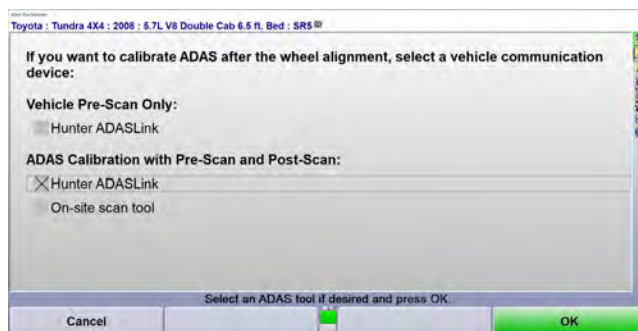 Toyota : Tundra 4X4 : 2008 : 5.7L V8 Double Cab 6.5 ft. Bed : SR5
If you want to calibrate ADAS after the wheel alignment, select a vehicle communication
device:
Vehicle Pre-Scan Only:
Hunter ADASLink
ADAS Calibration with Pre-Scan and Post-Scan:
Hunter ADASLink
On-site scan tool
Select an ADAS tool if desired and press OK.
Cancel
OK